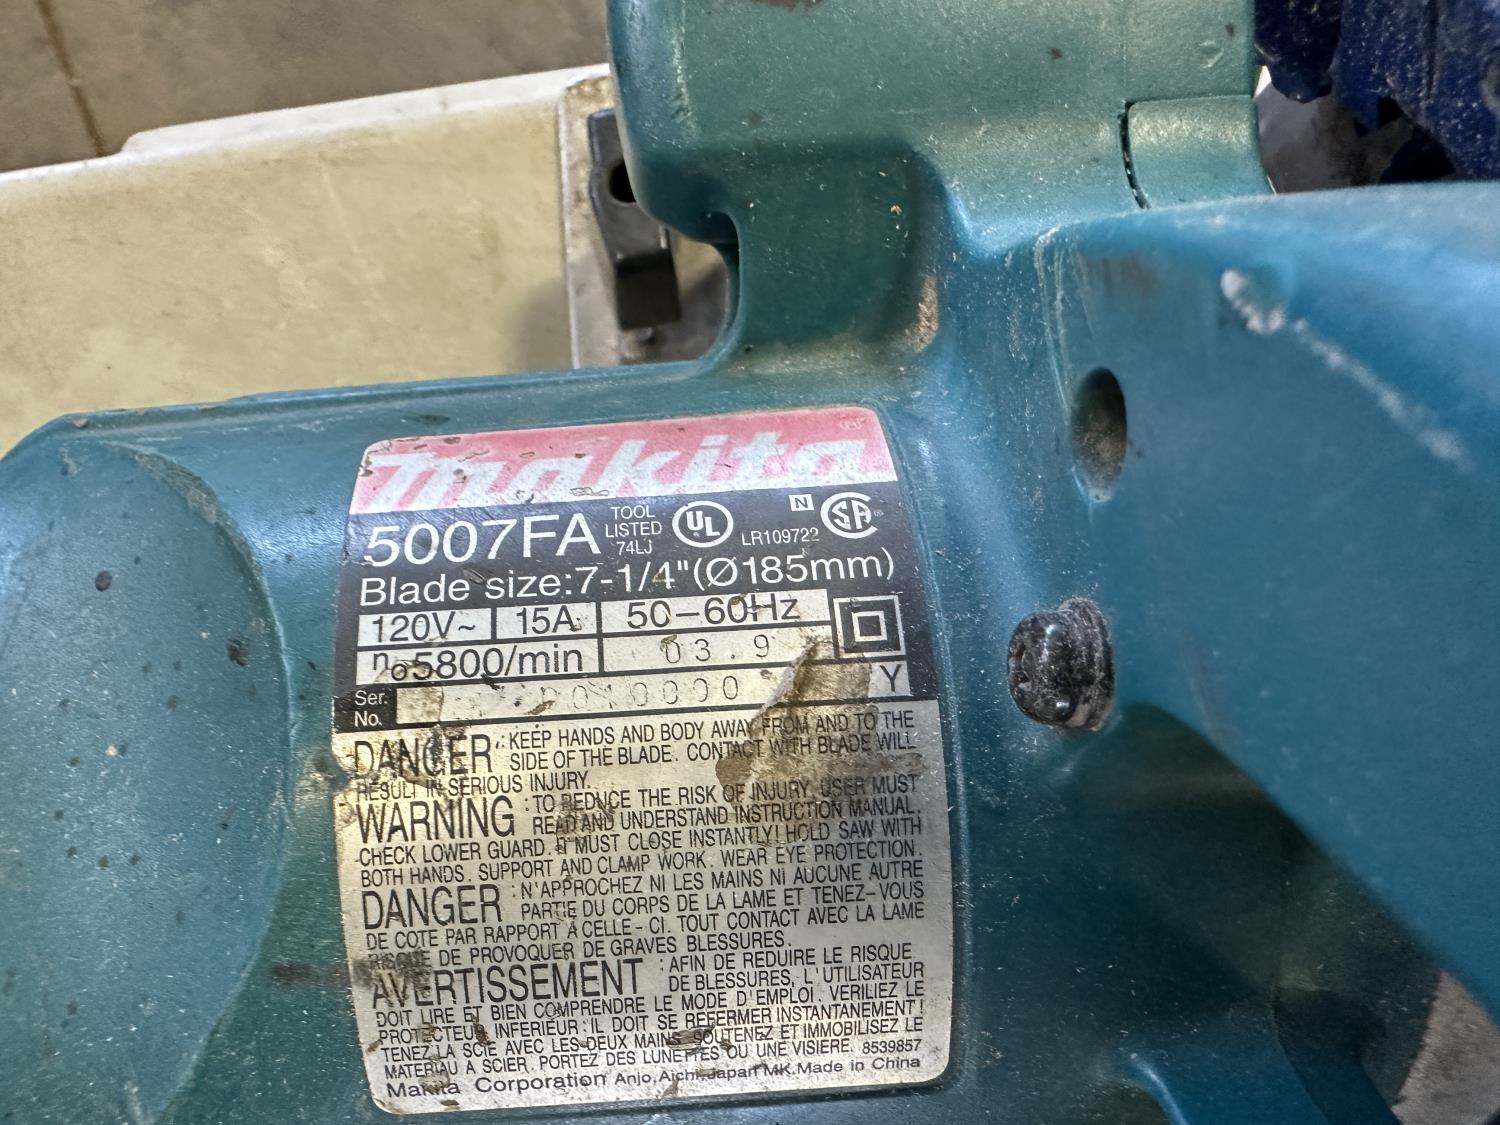 makita®
5007FA TOOL LISTED 74LJ UL N LR109722 SA
Blade size:7-1/4"(Ø185mm)
120V~ 15A 50-60Hz
no5800/min 03.9
Ser. No. Y
DANGER : KEEP HANDS AND BODY AWAY FROM AND TO THE
SIDE OF THE BLADE. CONTACT WITH BLADE WILL
RESULT IN SERIOUS INJURY.
WARNING : TO REDUCE THE RISK OF INJURY, USER MUST
READ AND UNDERSTAND INSTRUCTION MANUAL.
CHECK LOWER GUARD. IT MUST CLOSE INSTANTLY! HOLD SAW WITH
BOTH HANDS. SUPPORT AND CLAMP WORK. WEAR EYE PROTECTION.
DANGER : N'APPROCHEZ NI LES MAINS NI AUCUNE AUTRE
PARTIE DU CORPS DE LA LAME ET TENEZ-VOUS
DE COTE PAR RAPPORT A CELLE-CI. TOUT CONTACT AVEC LA LAME
RISQUE DE PROVOQUER DE GRAVES BLESSURES.
AVERTISSEMENT : AFIN DE REDUIRE LE RISQUE
DE BLESSURES, L'UTILISATEUR
DOIT LIRE ET BIEN COMPRENDRE LE MODE D'EMPLOI. VERIFIEZ LE
PROTECTEUR INFERIEUR : IL DOIT SE REFERMER INSTANTANEMENT!
TENEZ LA SCIE AVEC LES DEUX MAINS. SOUTENEZ ET IMMOBILISEZ LE
MATERIAU A SCIER. PORTEZ DES LUNETTES OU UNE VISIERE. 8539857
Makita Corporation Anjo, Aichi, Japan MK. Made in China